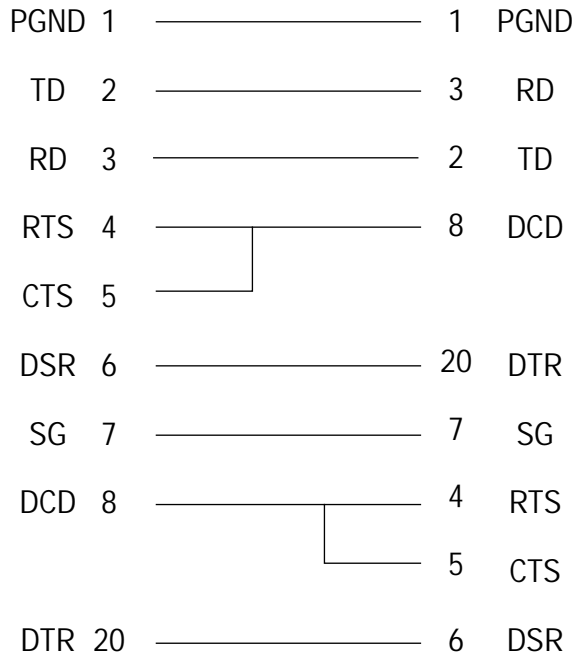 PGND 1 1 PGND
TD 2 3 RD
RD 3 2 TD
RTS 4 8 DCD
CTS 5
DSR 6 20 DTR
SG 7 7 SG
DCD 8 4 RTS
5 CTS
DTR 20 6 DSR